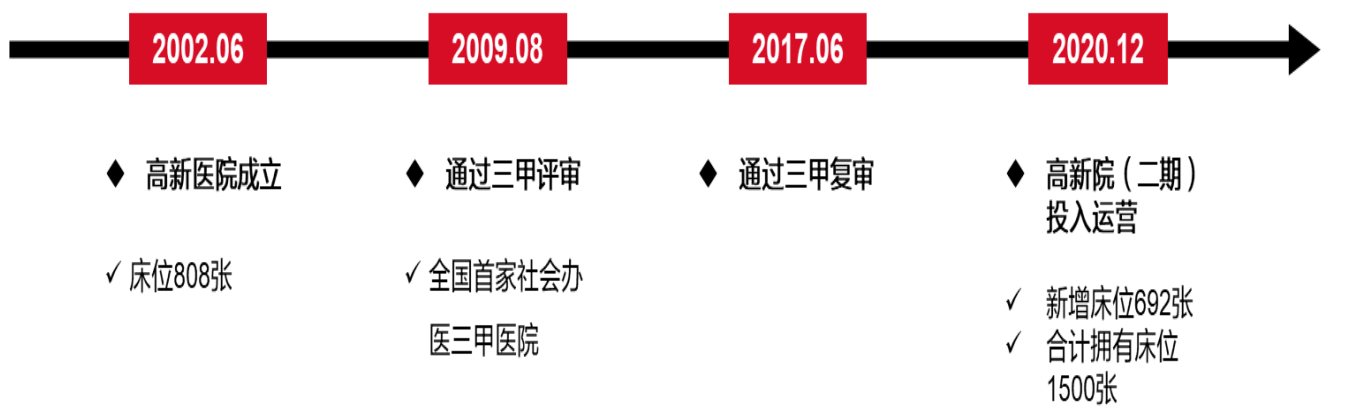 2002.06
2009.08
2017.06
2020.12
◆ 高新医院成立
✓ 床位808张
◆ 通过三甲评审
✓ 全国首家社会办
医三甲医院
◆ 通过三甲复审
◆ 高新院（二期）
投入运营
✓ 新增床位692张
✓ 合计拥有床位
1500张